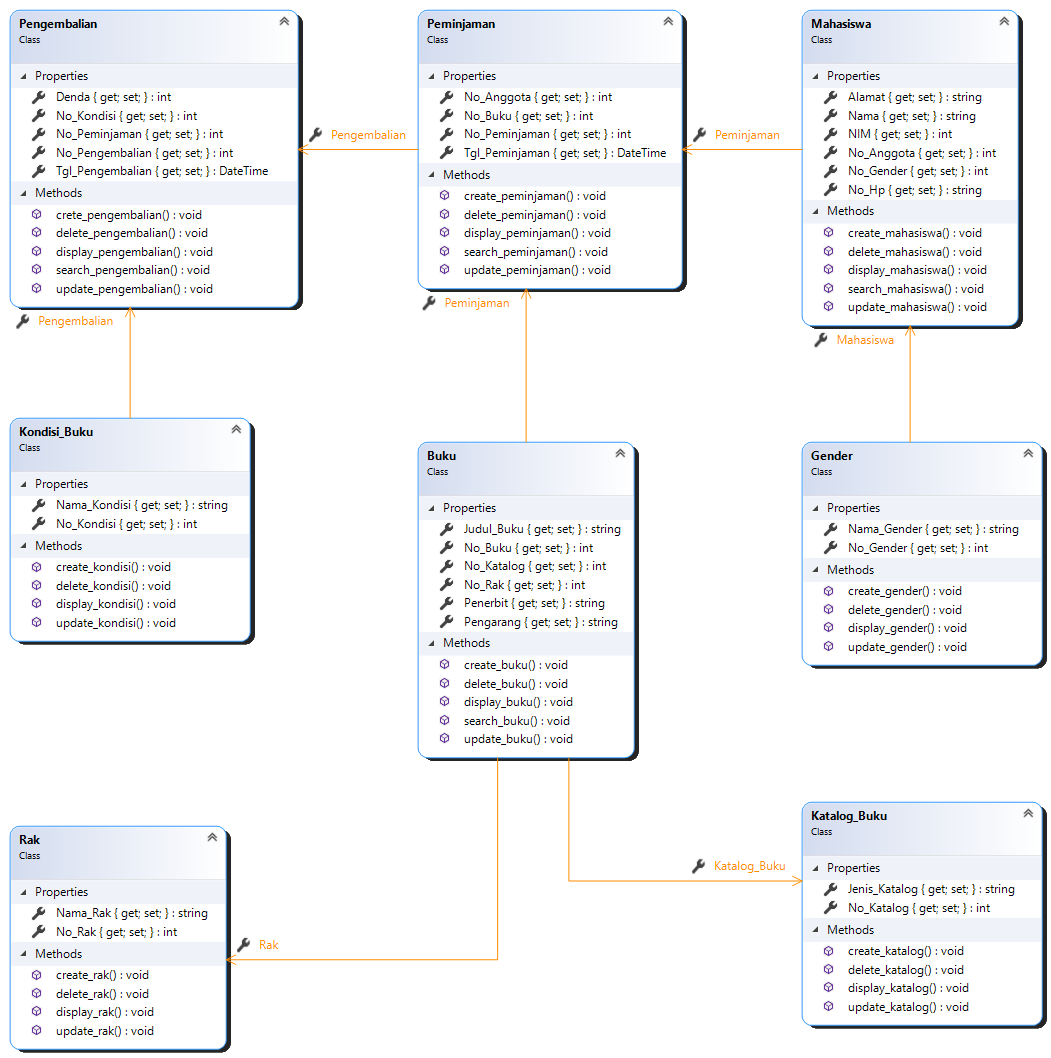 Pengembalian
Class
Properties
Denda { get; set; } : int
No_Kondisi { get; set; } : int
No_Peminjaman { get; set; } : int
No_Pengembalian { get; set; } : int
Tgl_Pengembalian { get; set; } : DateTime
Methods
crete_pengembalian() : void
delete_pengembalian() : void
display_pengembalian() : void
search_pengembalian() : void
update_pengembalian() : void
Pengembalian
Peminjaman
Class
Properties
No_Anggota { get; set; } : int
No_Buku { get; set; } : int
No_Peminjaman { get; set; } : int
Tgl_Peminjaman { get; set; } : DateTime
Methods
create_peminjaman() : void
delete_peminjaman() : void
display_peminjaman() : void
search_peminjaman() : void
update_peminjaman() : void
Peminjaman
Mahasiswa
Class
Properties
Alamat { get; set; } : string
Nama { get; set; } : string
NIM { get; set; } : int
No_Anggota { get; set; } : int
No_Gender { get; set; } : int
No_Hp { get; set; } : string
Methods
create_mahasiswa() : void
delete_mahasiswa() : void
display_mahasiswa() : void
search_mahasiswa() : void
update_mahasiswa() : void
Pengembalian
Peminjaman
Mahasiswa
Kondisi_Buku
Class
Properties
Nama_Kondisi { get; set; } : string
No_Kondisi { get; set; } : int
Methods
create_kondisi() : void
delete_kondisi() : void
display_kondisi() : void
update_kondisi() : void
Buku
Class
Properties
Judul_Buku { get; set; } : string
No_Buku { get; set; } : int
No_Katalog { get; set; } : int
No_Rak { get; set; } : int
Penerbit { get; set; } : string
Pengarang { get; set; } : string
Methods
create_buku() : void
delete_buku() : void
display_buku() : void
search_buku() : void
update_buku() : void
Gender
Class
Properties
Nama_Gender { get; set; } : string
No_Gender { get; set; } : int
Methods
create_gender() : void
delete_gender() : void
display_gender() : void
update_gender() : void
Rak
Class
Properties
Nama_Rak { get; set; } : string
No_Rak { get; set; } : int
Methods
create_rak() : void
delete_rak() : void
display_rak() : void
update_rak() : void
Rak
Katalog_Buku
Katalog_Buku
Class
Properties
Jenis_Katalog { get; set; } : string
No_Katalog { get; set; } : int
Methods
create_katalog() : void
delete_katalog() : void
display_katalog() : void
update_katalog() : void